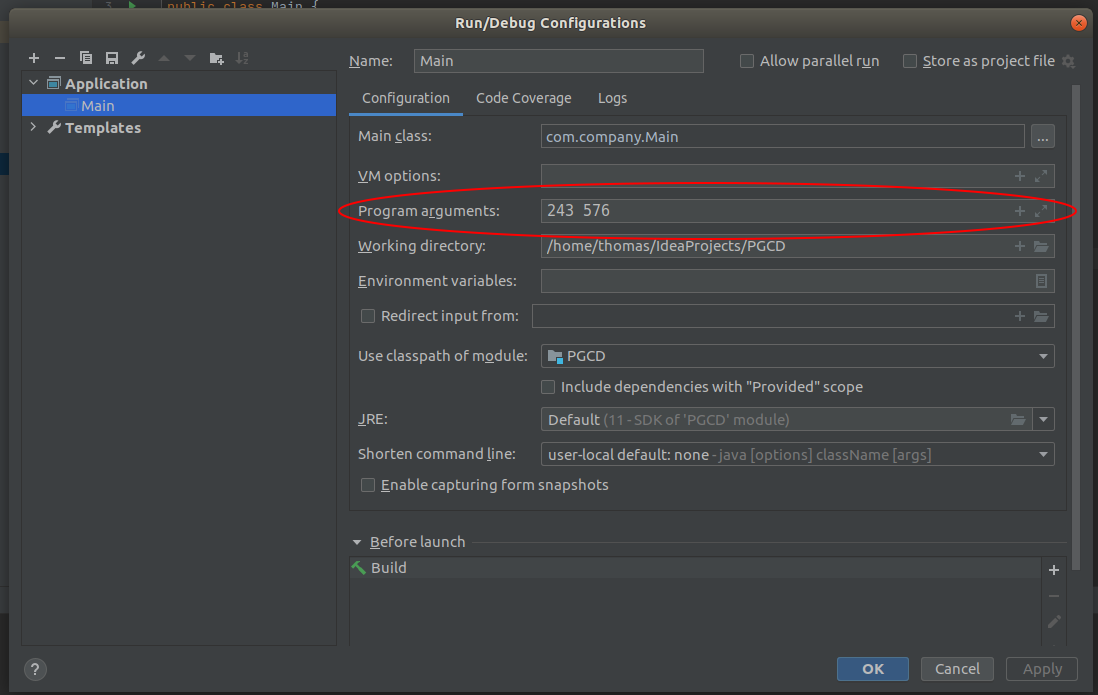 3 public class Main {
Run/Debug Configurations
Name: Main Allow parallel run Store as project file
Application
Main
Templates
Configuration Code Coverage Logs
Main class: com.company.Main ...
VM options:
Program arguments: 243 576
Working directory: /home/thomas/IdeaProjects/PGCD
Environment variables:
Redirect input from:
Use classpath of module: PGCD
Include dependencies with "Provided" scope
JRE: Default (11 - SDK of 'PGCD' module)
Shorten command line: user-local default: none - java [options] className [args]
Enable capturing form snapshots
Before launch
Build
? OK Cancel Apply